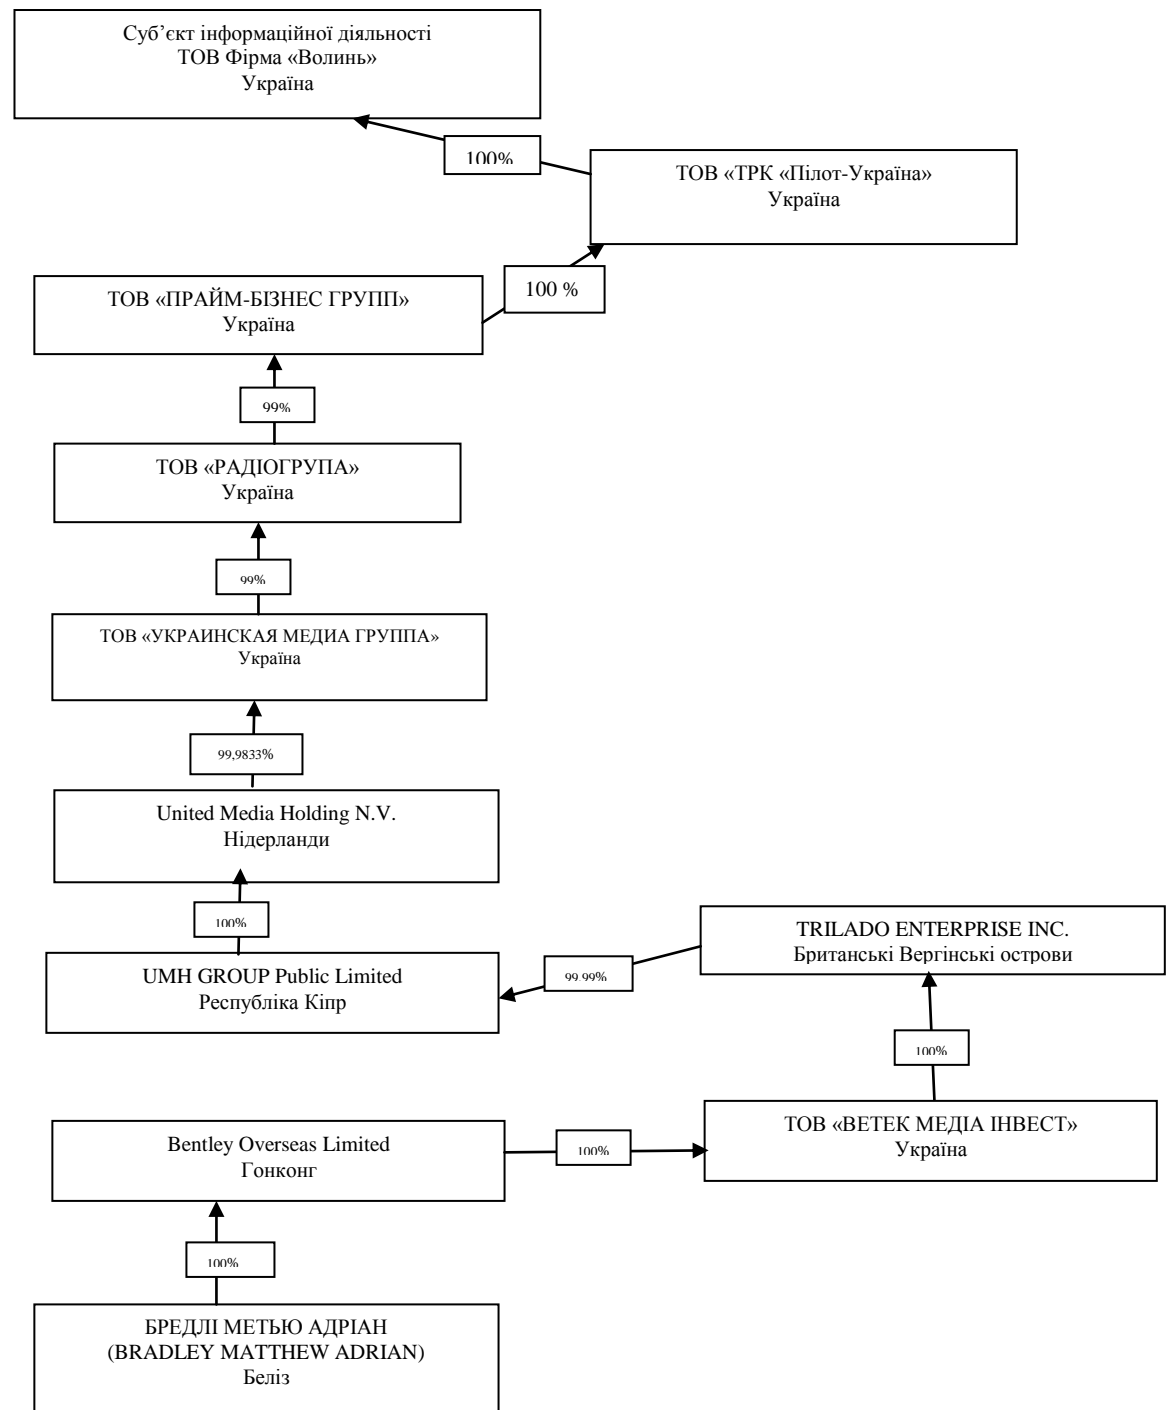 Суб’єкт інформаційної діяльності
ТОВ Фірма «Волинь»
Україна
100%
ТОВ «ТРК «Пілот-Україна»
Україна
100 %
ТОВ «ПРАЙМ-БІЗНЕС ГРУПП»
Україна
99%
ТОВ «РАДІОГРУПА»
Україна
99%
ТОВ «УКРАИНСКАЯ МЕДИА ГРУППА»
Україна
99,9833%
United Media Holding N.V.
Нідерланди
100%
TRILADO ENTERPRISE INC.
Британські Вергінські острови
99.99%
UMH GROUP Public Limited
Республіка Кіпр
100%
ТОВ «ВЕТЕК МЕДІА ІНВЕСТ»
Україна
Bentley Overseas Limited
Гонконг
100%
100%
БРЕДЛІ МЕТЬЮ АДРІАН
(BRADLEY MATTHEW ADRIAN)
Беліз